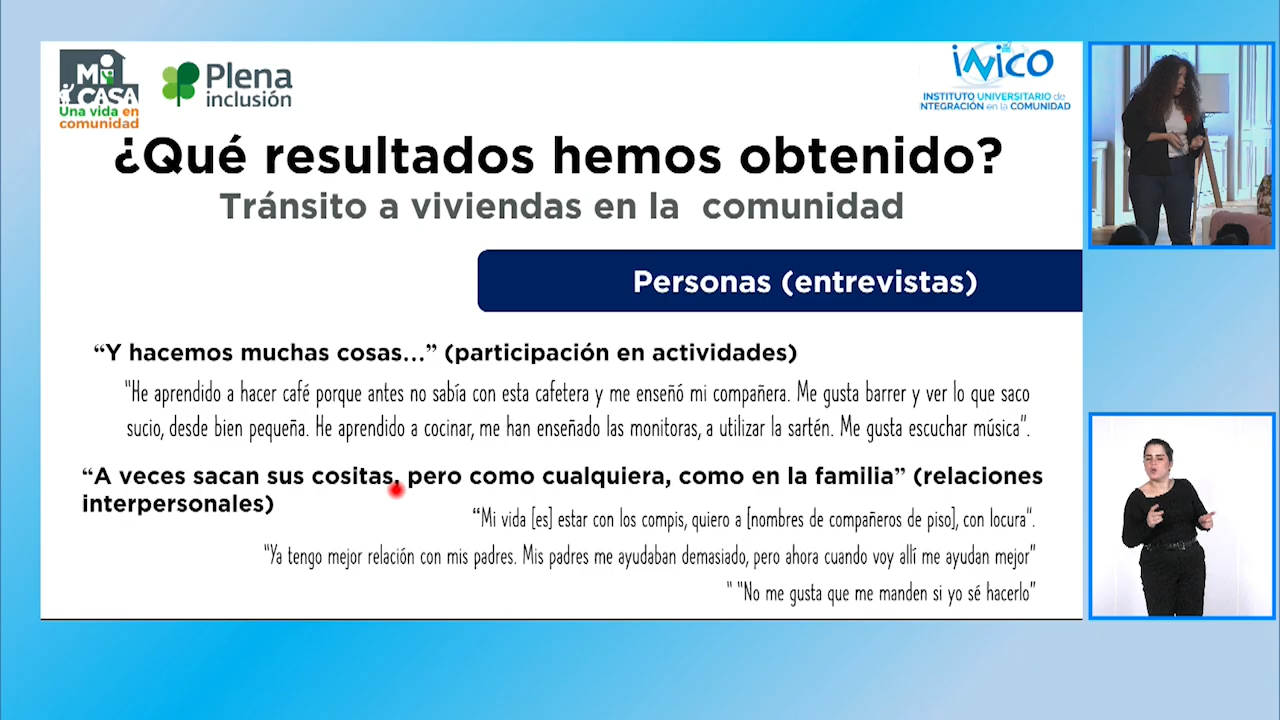 Mi
CASA
Una vida en
comunidad
Plena
inclusión
iNiCO
INSTITUTO UNIVERSITARIO de
INTEGRACIÓN en la COMUNIDAD
¿Qué resultados hemos obtenido?
Tránsito a viviendas en la comunidad
Personas (entrevistas)
“Y hacemos muchas cosas…” (participación en actividades)
"He aprendido a hacer café porque antes no sabía con esta cafetera y me enseñó mi compañera. Me gusta barrer y ver lo que saco
sucio, desde bien pequeña. He aprendido a cocinar, me han enseñado las monitoras, a utilizar la sartén. Me gusta escuchar música”.
“A veces sacan sus cositas, pero como cualquiera, como en la familia” (relaciones
interpersonales)
“Mi vida [es] estar con los compis, quiero a [nombres de compañeros de piso], con locura“.
“Ya tengo mejor relación con mis padres. Mis padres me ayudaban demasiado, pero ahora cuando voy allí me ayudan mejor”
“ “No me gusta que me manden si yo sé hacerlo”